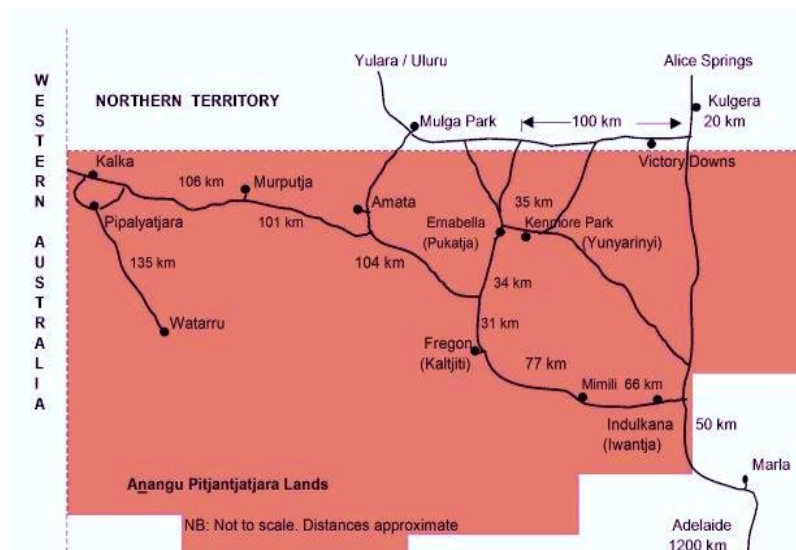 Yulara / Uluru
Alice Springs
WESTERN AUSTRALIA
NORTHERN TERRITORY
Kulgera
Mulga Park
100 km
20 km
Victory Downs
Kalka
106 km
Murputja
35 km
Amata
Pipalyatjara
101 km
Ernabella
(Pukatja)
Kenmore Park
(Yunyarinyi)
135 km
104 km
34 km
Watarru
31 km
Fregon
(Kaltjiti)
77 km
Mimili
66 km
Indulkana
(Iwantja)
50 km
Marla
Anangu Pitjantjatjara Lands
NB: Not to scale. Distances approximate
Adelaide
1200 km